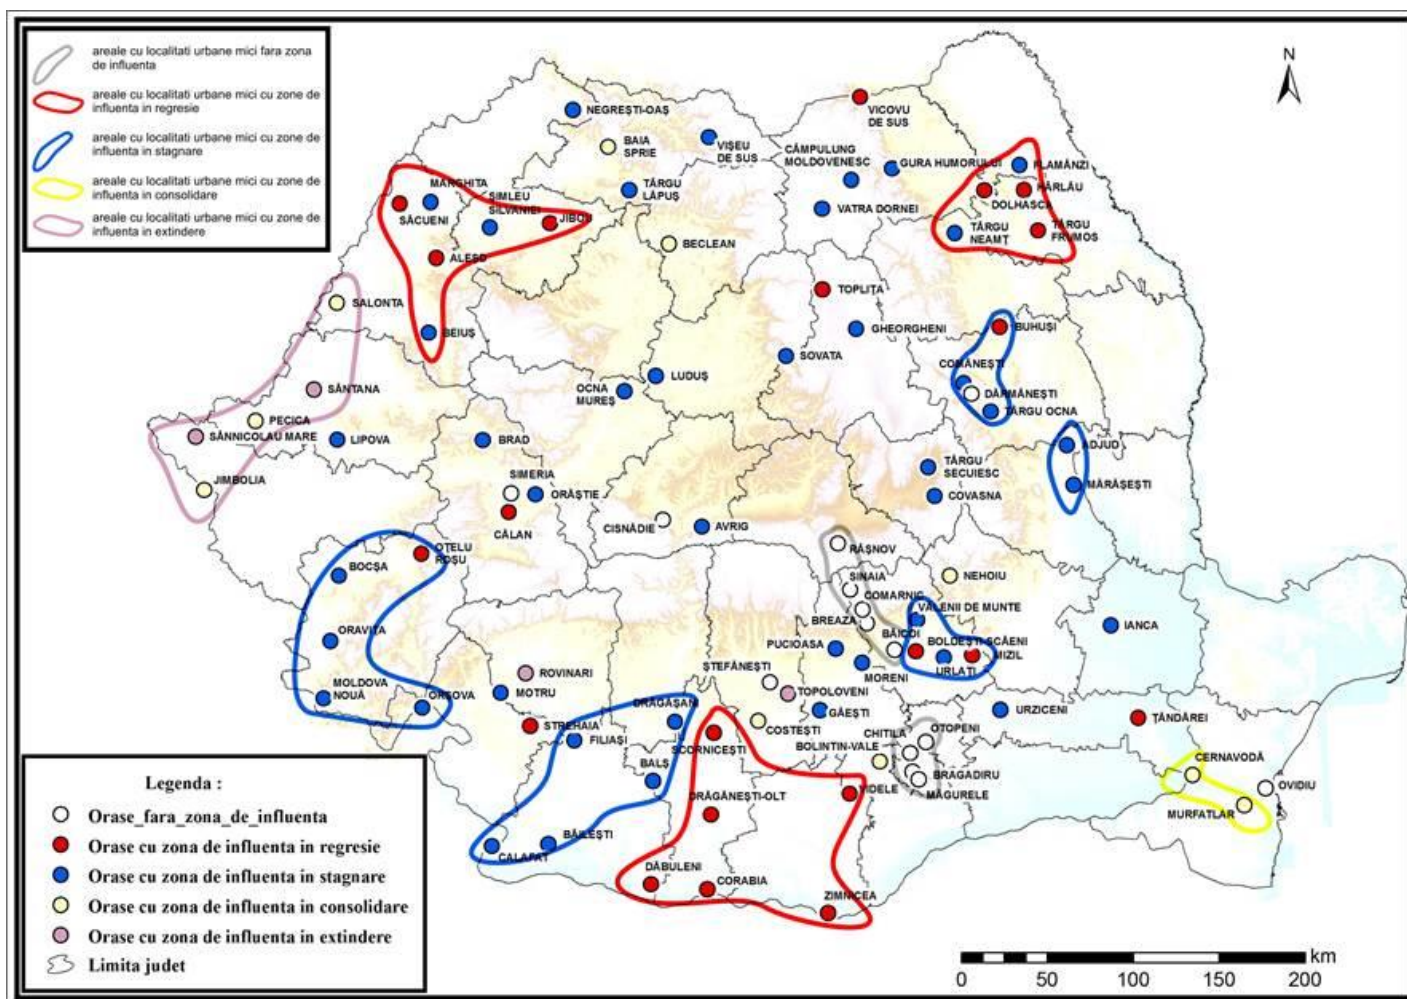 areale cu localitati urbane mici fara zona
de influenta
areale cu localitati urbane mici cu zone de
influenta in regresie
areale cu localitati urbane mici cu zone de
influenta in stagnare
areale cu localitati urbane mici cu zone de
influenta in consolidare
areale cu localitati urbane mici cu zone de
influenta in extindere
N
NEGREȘTI-OAȘ
VICOVU
DE SUS
BAIA
SPRIE
VIȘEU
DE SUS
CÂMPULUNG
MOLDOVENESC
GURA HUMORULUI
FLAMÂNZI
MARGHITA
SĂCUENI
SIMLEU
SILVANIEI
JIBOU
TÂRGU
LĂPUȘ
VATRA DORNEI
DOLHASCA
HÂRLĂU
TÂRGU
NEAMȚ
TÂRGU
FRUMOS
ALEȘD
BECLEAN
SALONTA
TOPLIȚA
BEIUȘ
GHEORGHENI
BUHUȘI
SOVATA
COMĂNEȘTI
SÂNTANA
OCNA
MUREȘ
LUDUȘ
DĂRMĂNEȘTI
TÂRGU OCNA
PECICA
SÂNNICOLAU MARE
LIPOVA
BRAD
ADJUD
JIMBOLIA
SIMERIA
ORĂȘTIE
TÂRGU
SECUIESC
COVASNA
MĂRĂȘEȘTI
CĂLAN
CISNĂDIE
AVRIG
OȚELU
ROȘU
BOCȘA
RÂȘNOV
SINAIA
NEHOIU
COMARNIC
BREAZA
VALENII DE MUNTE
IANCA
ORAVIȚA
BĂICOI
BOLDEȘTI-SCĂENI
MIZIL
URLAȚI
PUCIOASA
MORENI
ROVINARI
ȘTEFĂNEȘTI
TOPOLOVENI
MOLDOVA
NOUĂ
ORȘOVA
MOTRU
DRĂGĂȘANI
GĂEȘTI
URZICENI
STREHAIA
FILIAȘI
SCORNICEȘTI
COSTEȘTI
BOLINTIN-VALE
CHITILA
OTOPENI
ȚĂNDĂREI
BALȘ
VIDELE
BRAGADIRU
MĂGURELE
CERNAVODĂ
OVIDIU
MURFATLAR
DRĂGĂNEȘTI-OLT
CALAFAT
BĂILEȘTI
DĂBULENI
CORABIA
ZIMNICEA
Legenda :
Orase_fara_zona_de_influenta
Orase cu zona de influenta in regresie
Orase cu zona de influenta in stagnare
Orase cu zona de influenta in consolidare
Orase cu zona de influenta in extindere
Limita judet
km
0 50 100 150 200